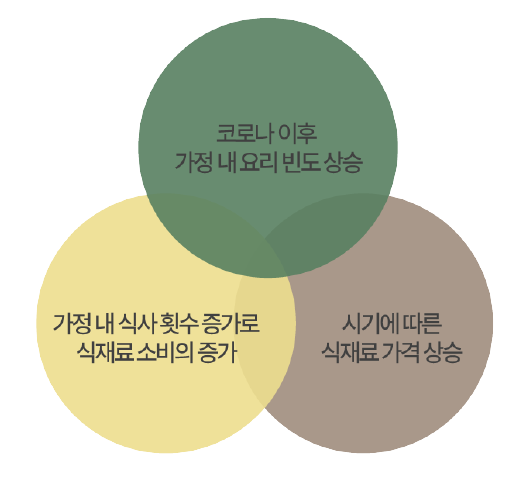 코로나 이후
가정 내 요리 빈도 상승
가정 내 식사 횟수 증가로
식재료 소비의 증가
시기에 따른
식재료 가격 상승